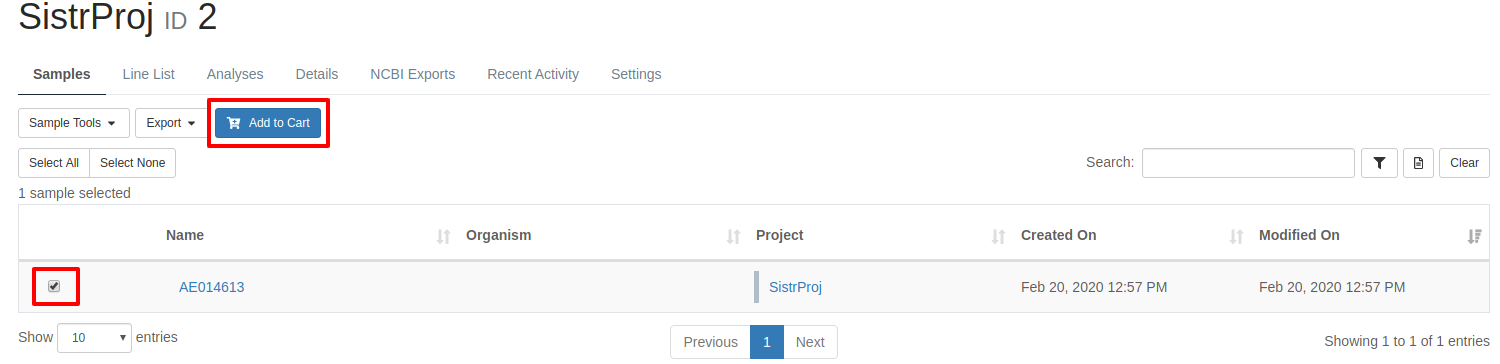 SistrProj ID 2
Samples Line List Analyses Details NCBI Exports Recent Activity Settings
Sample Tools Export Add to Cart
Select All Select None Search: Clear
1 sample selected
Name Organism Project Created On Modified On
AE014613 SistrProj Feb 20, 2020 12:57 PM Feb 20, 2020 12:57 PM
Show 10 entries Previous 1 Next Showing 1 to 1 of 1 entries